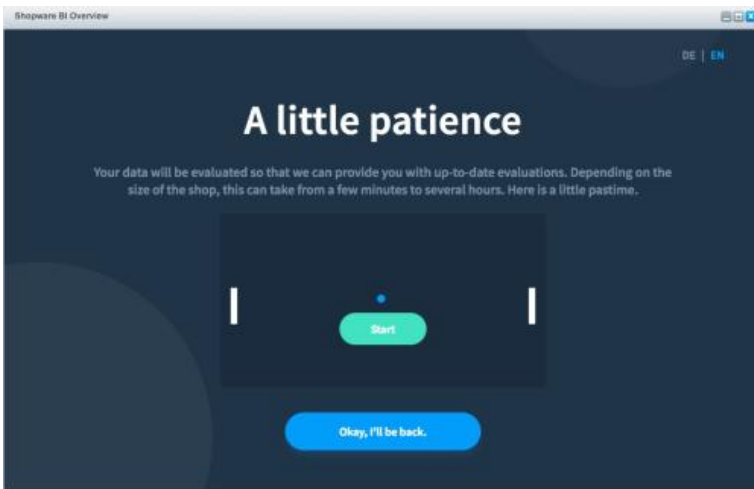 Shopware BI Overview
DE | EN
A little patience
Your data will be evaluated so that we can provide you with up-to-date evaluations. Depending on the
size of the shop, this can take from a few minutes to several hours. Here is a little pastime.
Start
Okay, I'll be back.